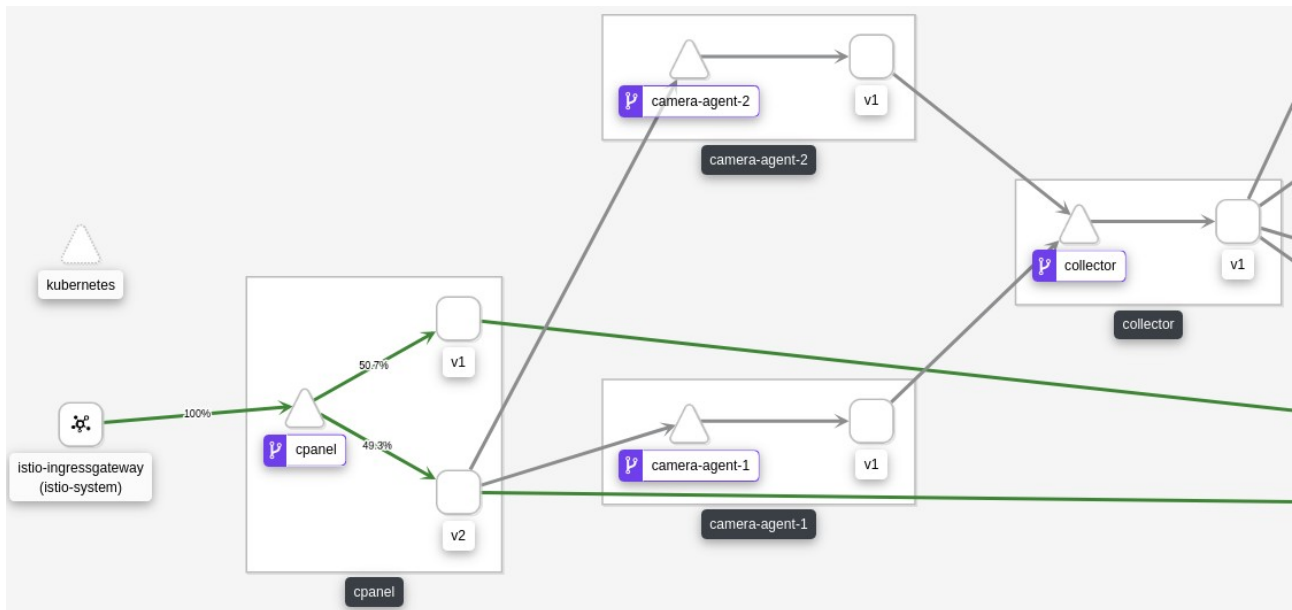 camera-agent-2
v1
camera-agent-2
kubernetes
collector
v1
collector
v1
50.7%
100%
cpanel
49.3%
istio-ingressgateway
(istio-system)
v2
cpanel
camera-agent-1
v1
camera-agent-1